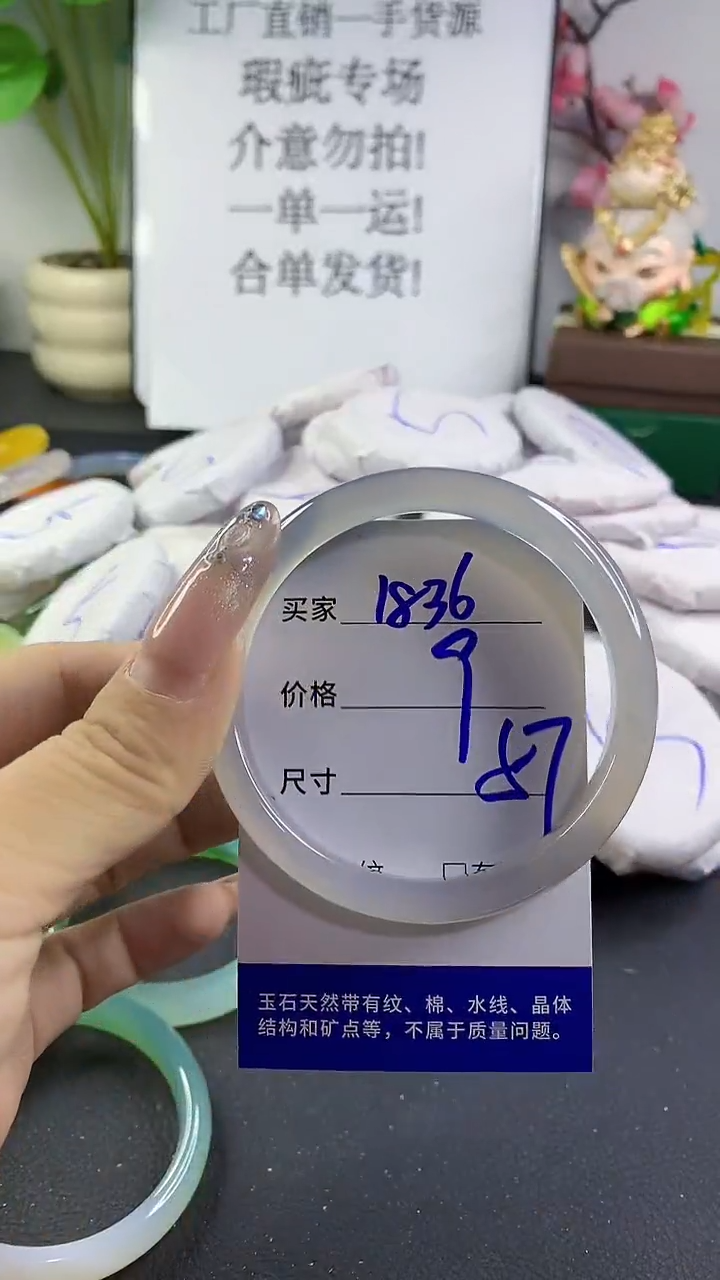 工厂直销一手货源
瑕疵专场
介意勿拍!
一单一运!
合单发货!
买家 1836
价格 9
尺寸 57
玉石天然带有纹、棉、水线、晶体
结构和矿点等，不属于质量问题。